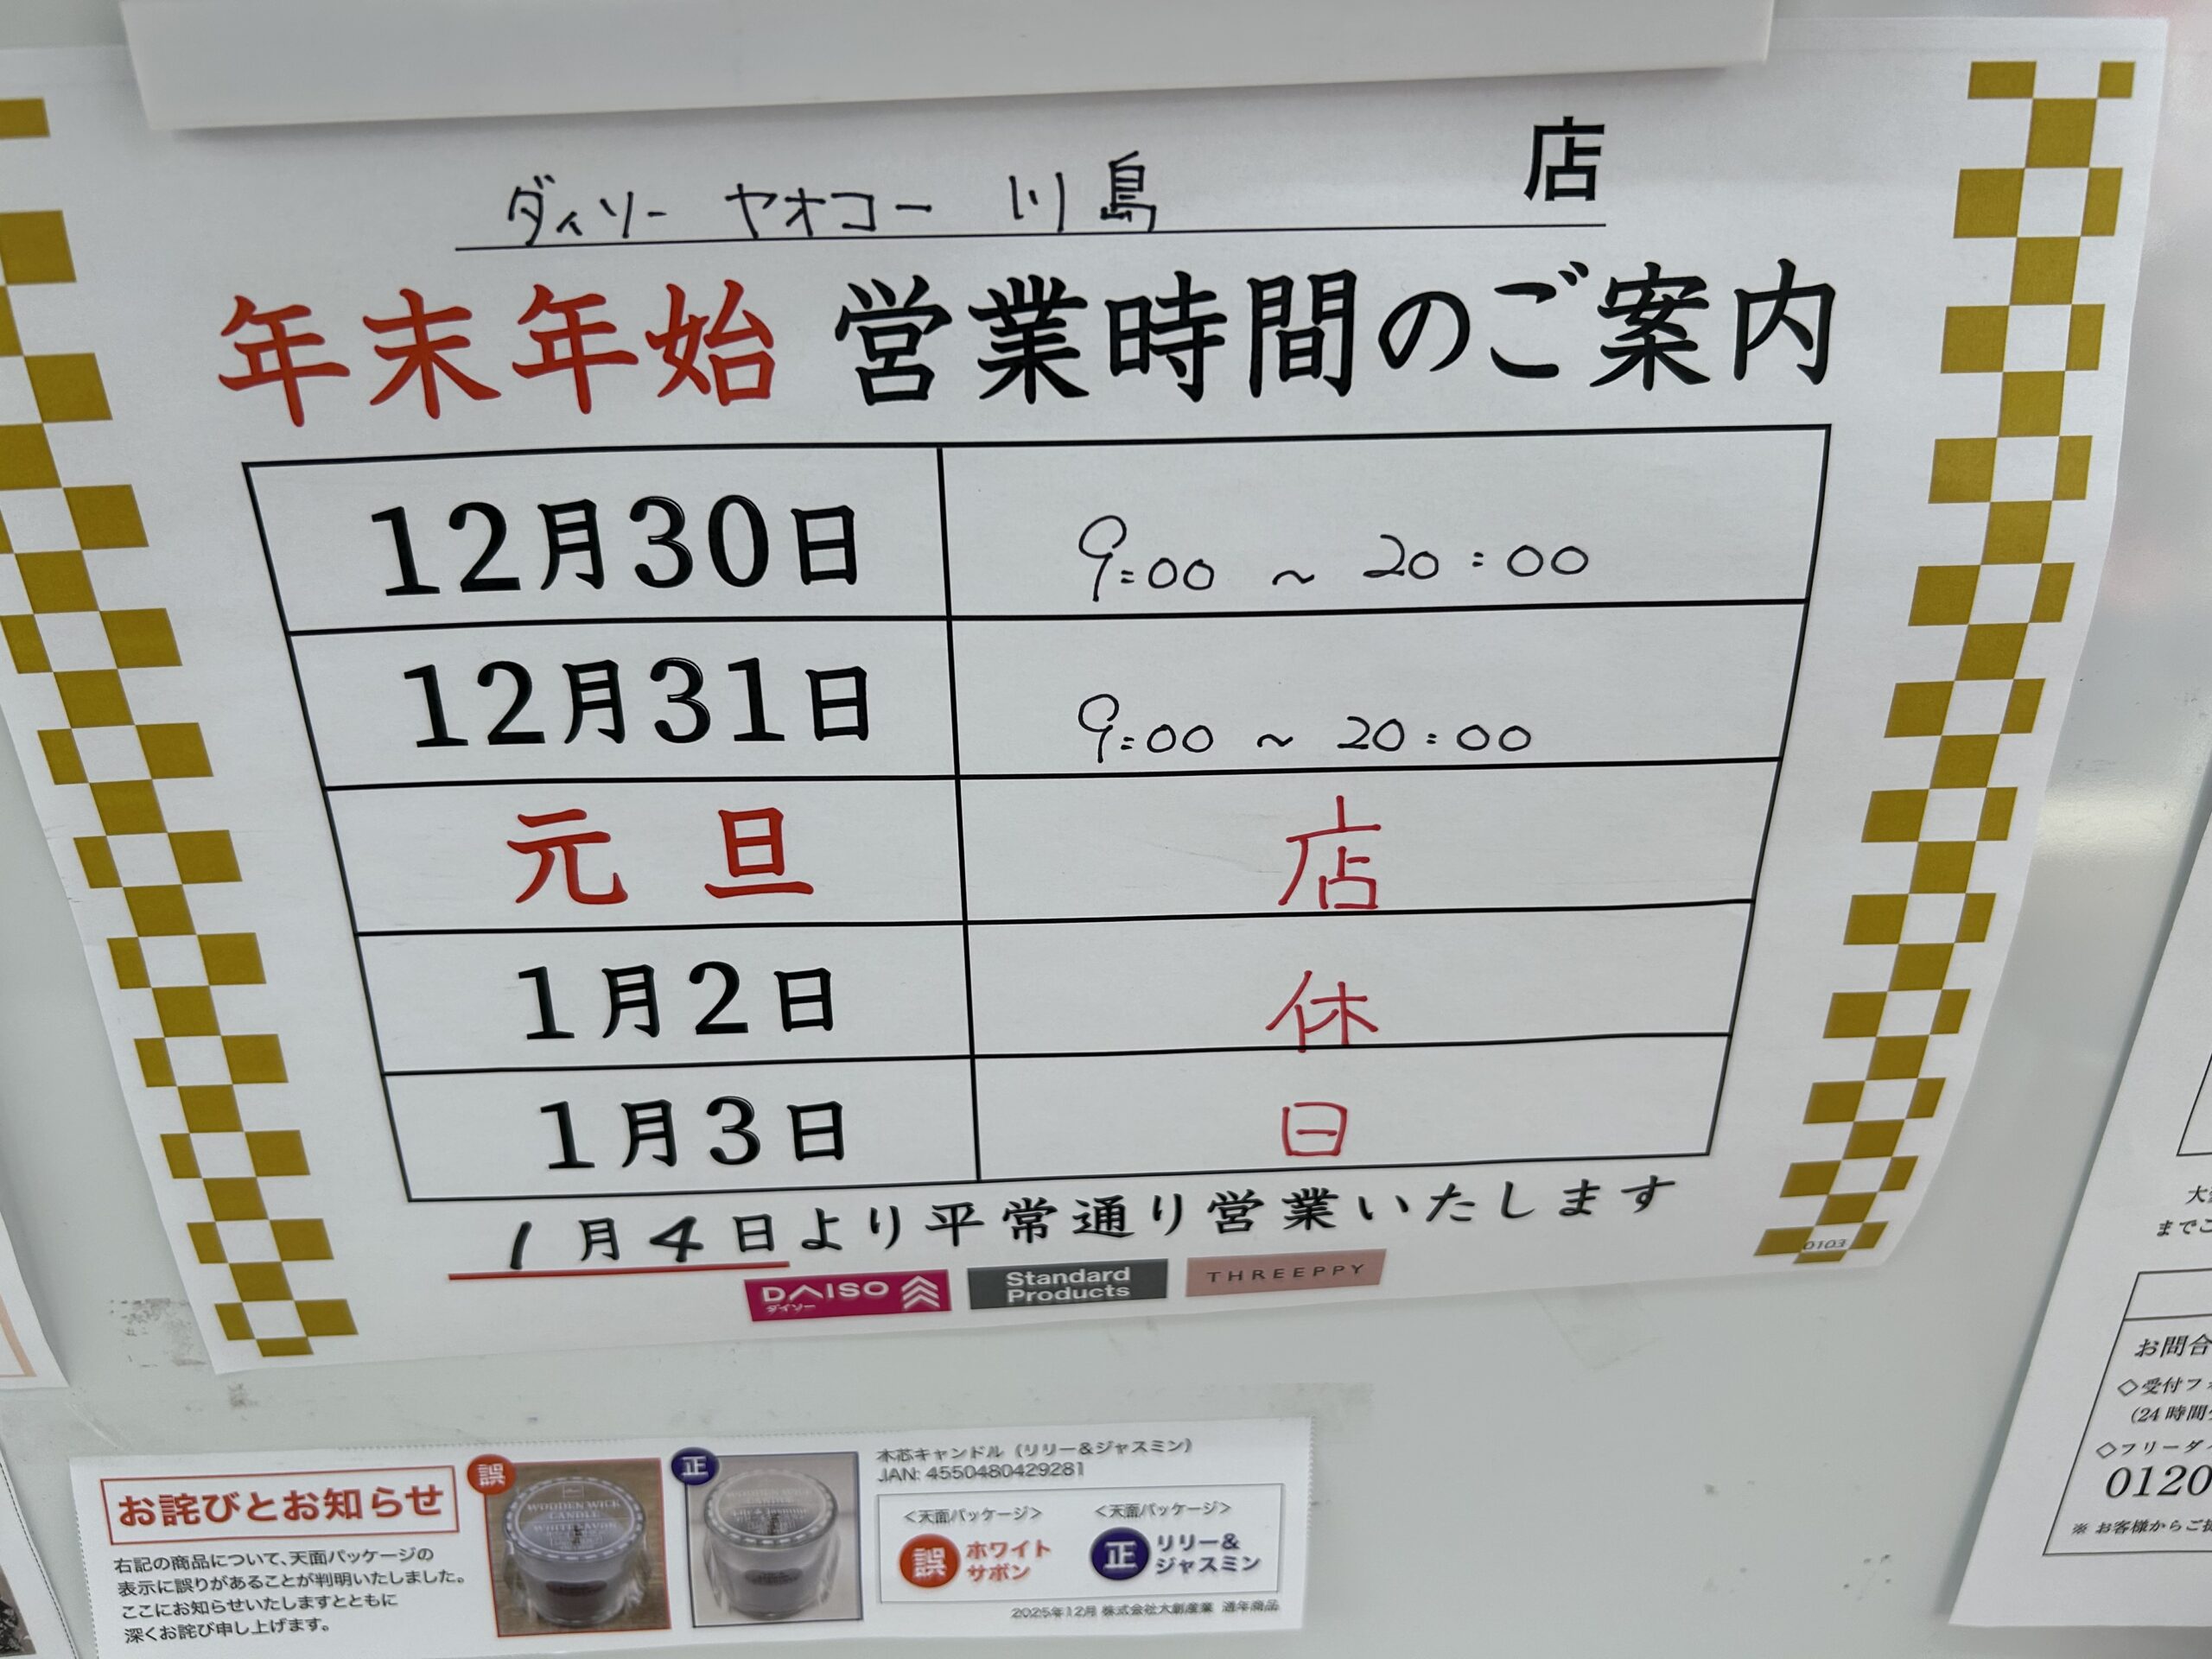 ダイソー ヤオコー 川島 店
年末年始 営業時間のご案内
12月30日 9:00 ~ 20:00
12月31日 9:00 ~ 20:00
元旦 店
1月2日 休
1月3日 日
1月4日より平常通り営業いたします
DAISO ダイソー
Standard Products
THREEPPY
0103
お詫びとお知らせ
右記の商品について、天面パッケージの
表示に誤りがあることが判明いたしました。
ここにお知らせいたしますとともに
深くお詫び申し上げます。
誤
WOODEN WICK
CANDLE
正
木芯キャンドル（リリー＆ジャスミン）
JAN: 4550480429281
＜天面パッケージ＞
誤 ホワイト
サボン
＜天面パッケージ＞
正 リリー＆
ジャスミン
2025年12月 株式会社大創産業 通年商品
までご
お問合
◇受付フォ
(24時間
◇フリーダイ
0120
※ お客様からご